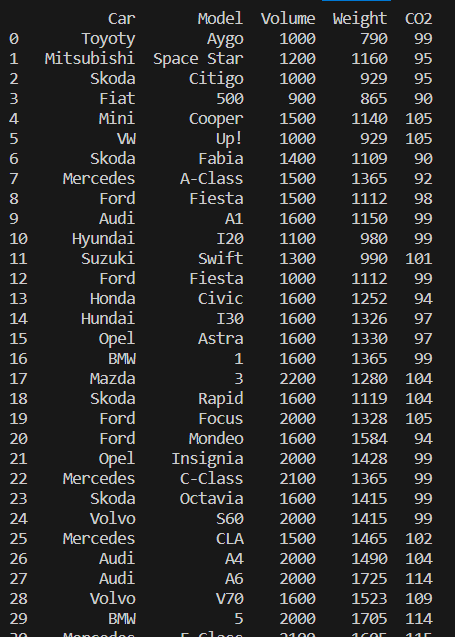 Car Model Volume Weight CO2
0 Toyoty Aygo 1000 790 99
1 Mitsubishi Space Star 1200 1160 95
2 Skoda Citigo 1000 929 95
3 Fiat 500 900 865 90
4 Mini Cooper 1500 1140 105
5 VW Up! 1000 929 105
6 Skoda Fabia 1400 1109 90
7 Mercedes A-Class 1500 1365 92
8 Ford Fiesta 1500 1112 98
9 Audi A1 1600 1150 99
10 Hyundai I20 1100 980 99
11 Suzuki Swift 1300 990 101
12 Ford Fiesta 1000 1112 99
13 Honda Civic 1600 1252 94
14 Hundai I30 1600 1326 97
15 Opel Astra 1600 1330 97
16 BMW 1 1600 1365 99
17 Mazda 3 2200 1280 104
18 Skoda Rapid 1600 1119 104
19 Ford Focus 2000 1328 105
20 Ford Mondeo 1600 1584 94
21 Opel Insignia 2000 1428 99
22 Mercedes C-Class 2100 1365 99
23 Skoda Octavia 1600 1415 99
24 Volvo S60 2000 1415 99
25 Mercedes CLA 1500 1465 102
26 Audi A4 2000 1490 104
27 Audi A6 2000 1725 114
28 Volvo V70 1600 1523 109
29 BMW 5 2000 1705 114